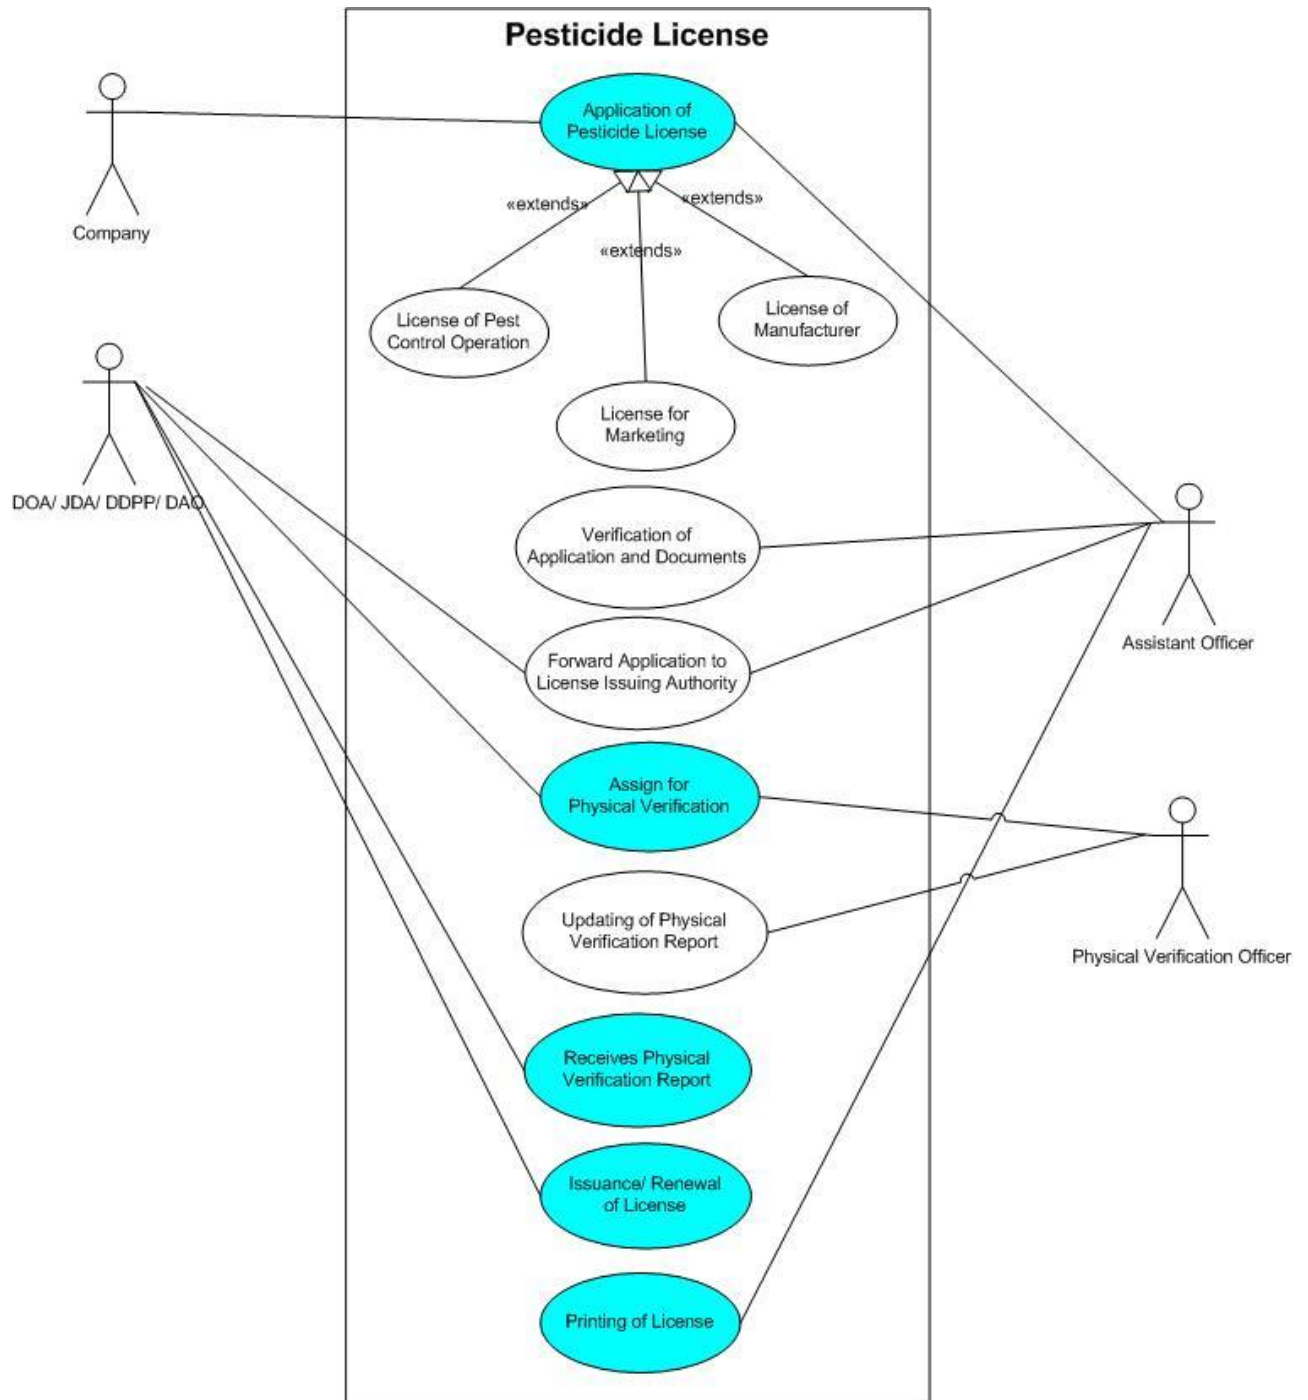 Pesticide License
Application of
Pesticide License
Company
«extends»
«extends»
«extends»
License of Pest
Control Operation
License of
Manufacturer
License for
Marketing
DOA/ JDA/ DDPP/ DAO
Verification of
Application and Documents
Assistant Officer
Forward Application to
License Issuing Authority
Assign for
Physical Verification
Updating of Physical
Verification Report
Physical Verification Officer
Receives Physical
Verification Report
Issuance/ Renewal
of License
Printing of License